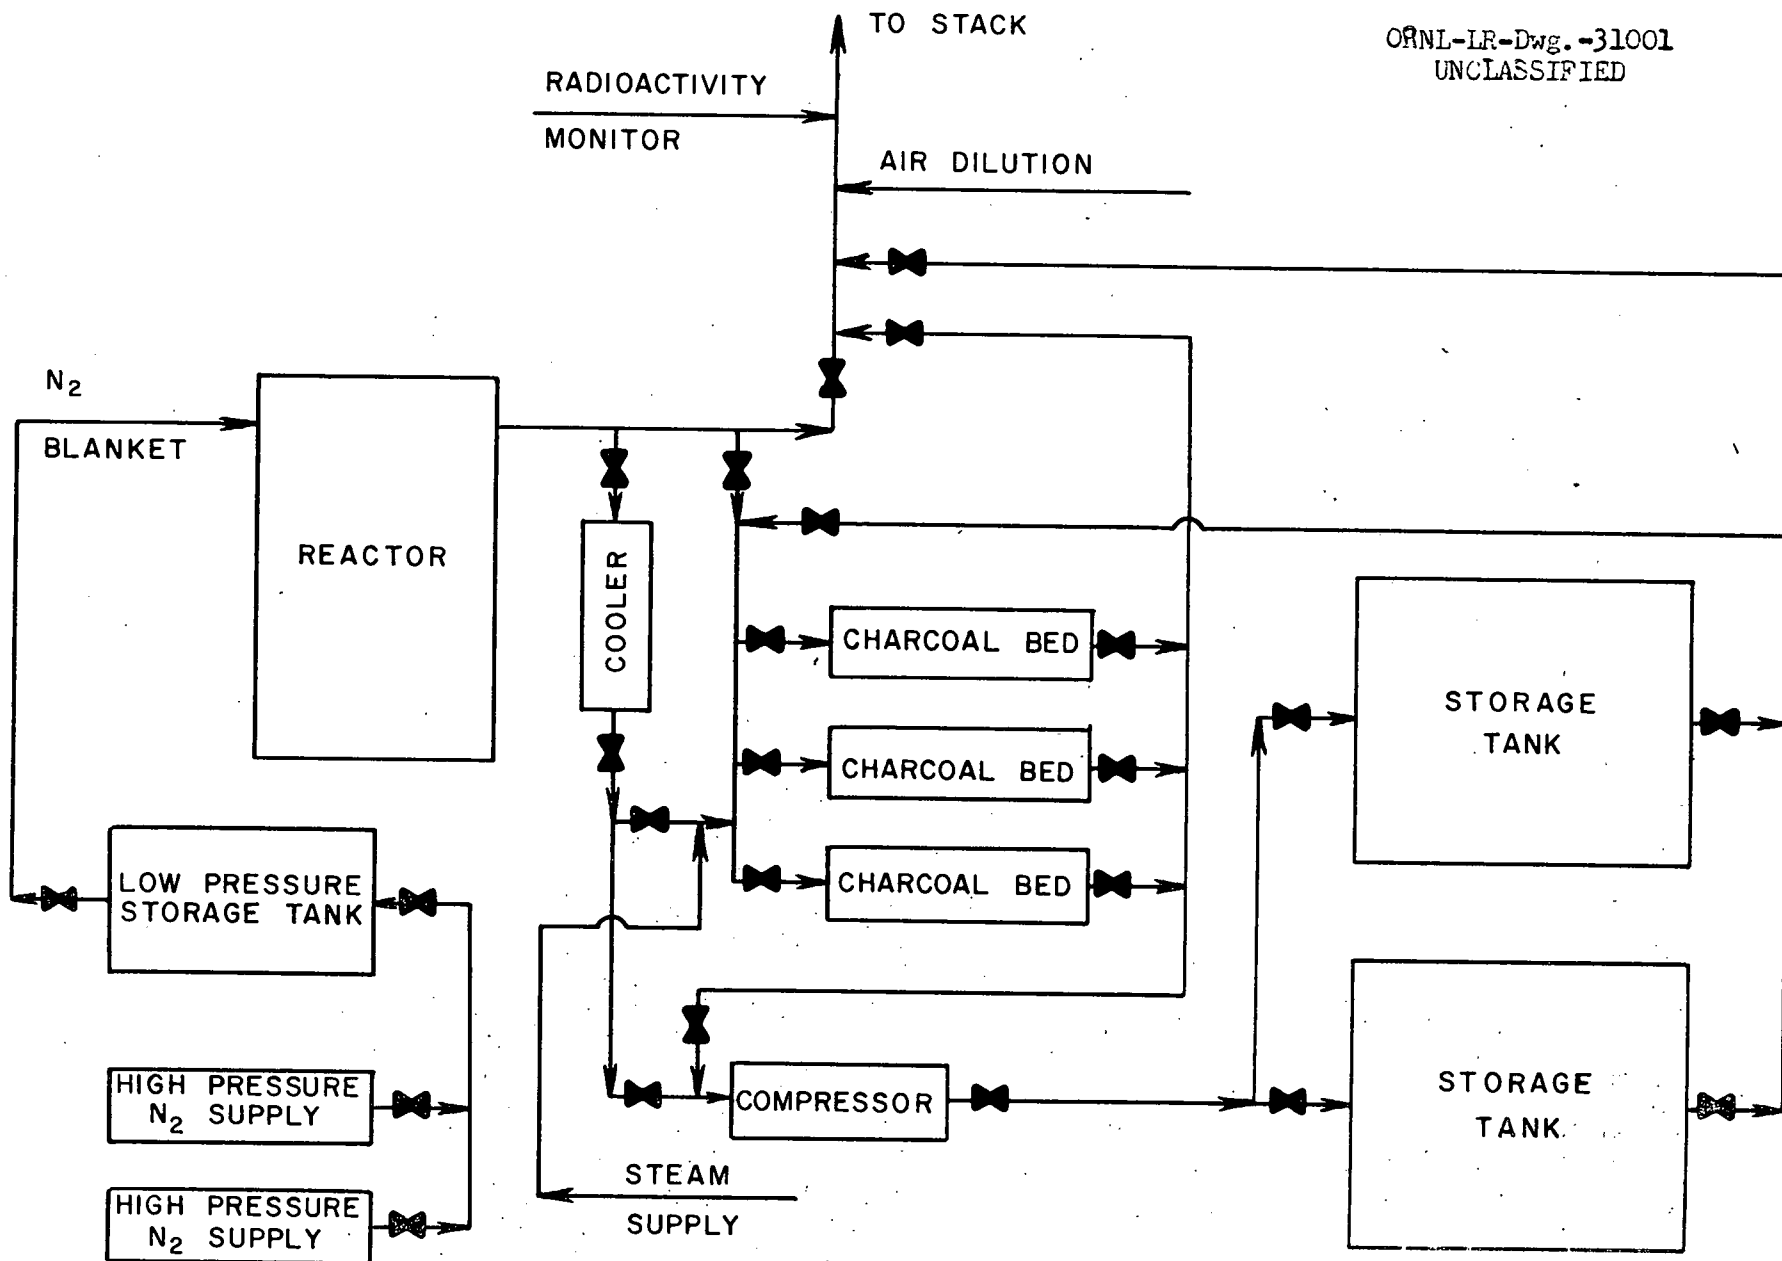 TO STACK
ORNL-LR-Dwg.-31001
UNCLASSIFIED
RADIOACTIVITY
MONITOR
AIR DILUTION
N₂
BLANKET
REACTOR
COOLER
CHARCOAL BED
CHARCOAL BED
CHARCOAL BED
STORAGE
TANK
LOW PRESSURE
STORAGE TANK
HIGH PRESSURE
N₂ SUPPLY
HIGH PRESSURE
N₂ SUPPLY
COMPRESSOR
STEAM
SUPPLY
STORAGE
TANK